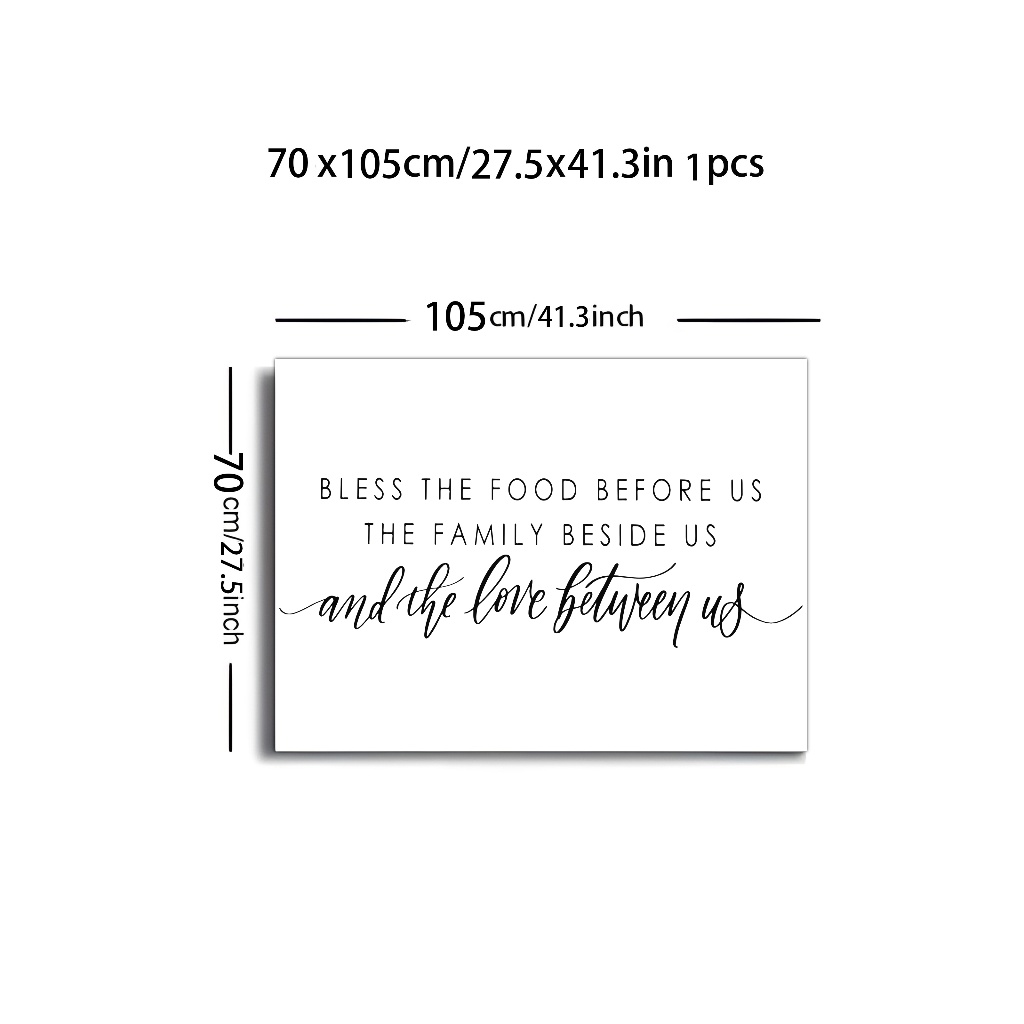 70 x105cm/27.5x41.3in 1pcs
105cm/41.3inch
70cm/27.5inch
BLESS THE FOOD BEFORE US
THE FAMILY BESIDE US
and the love between us